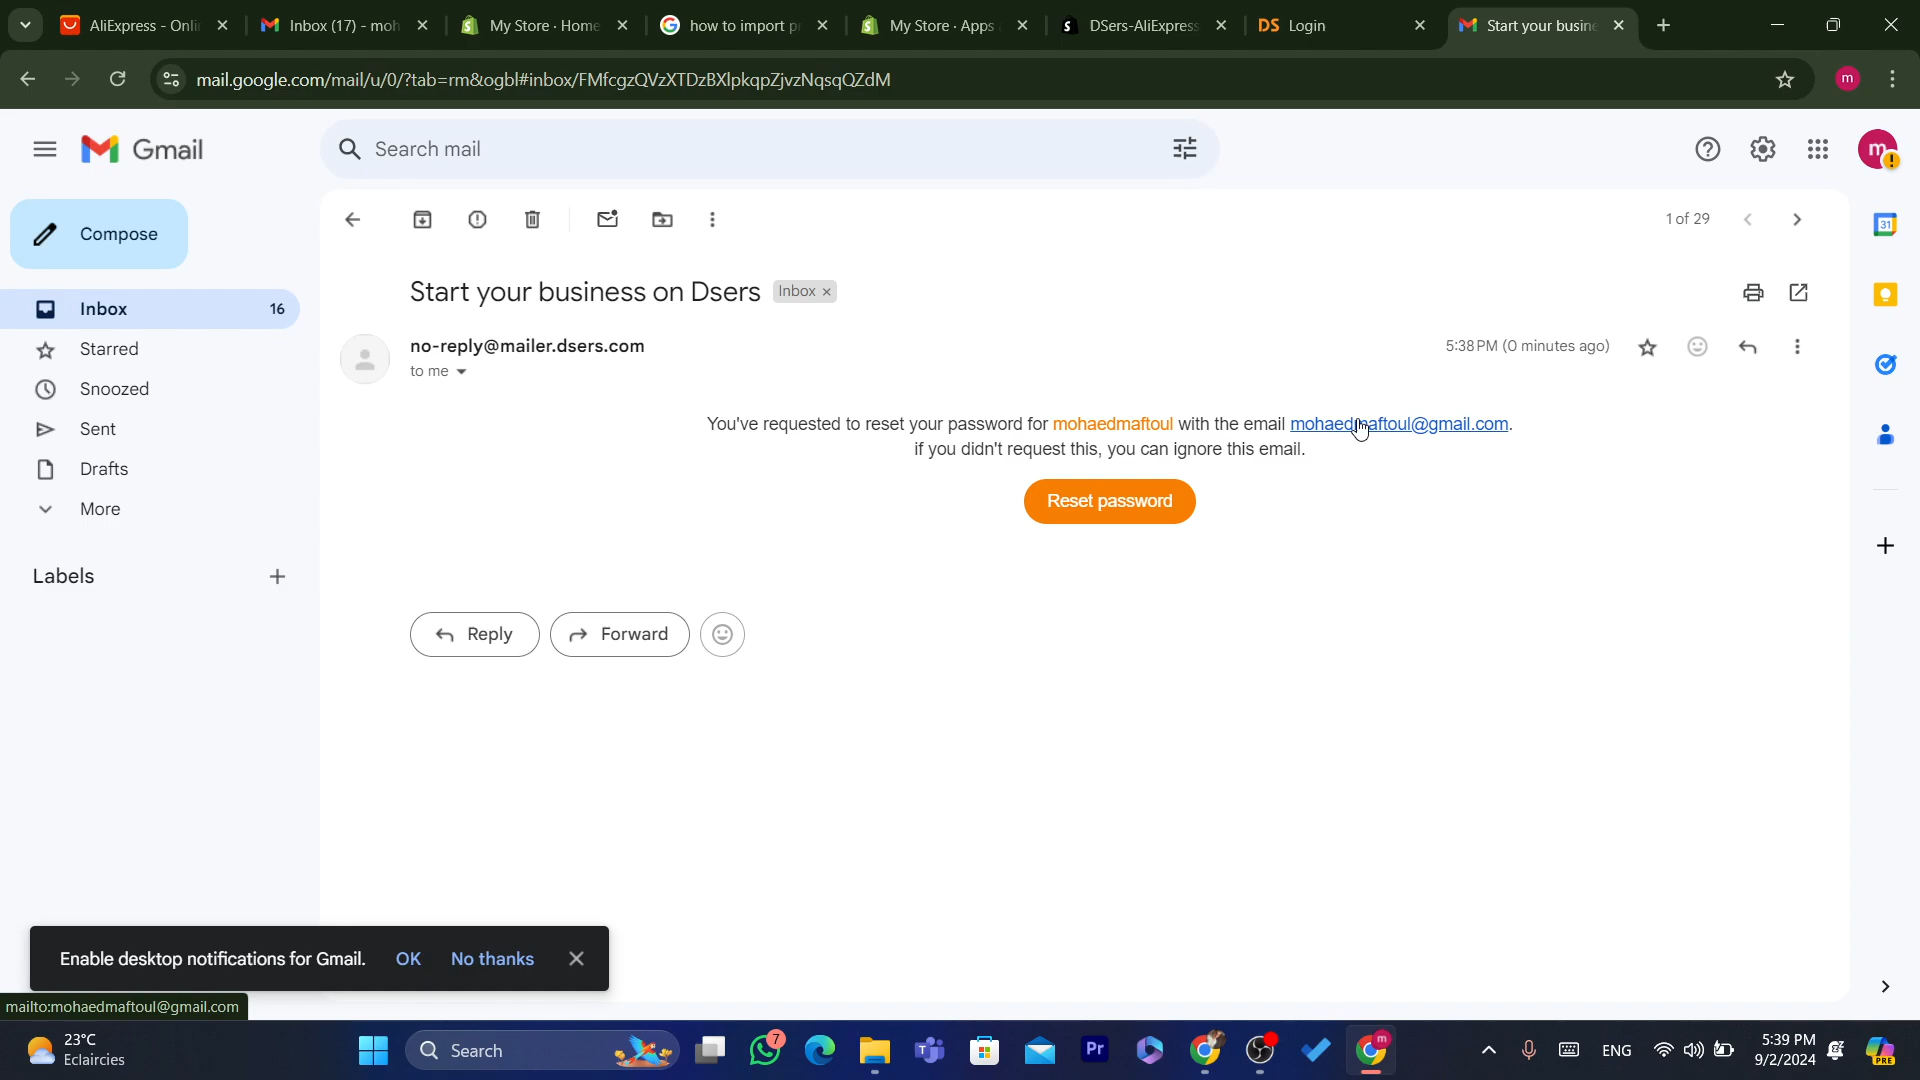 AliExpress - Onli
Inbox (17) - moh
My Store · Home
how to import p
My Store · Apps
DSers-AliExpress
DS Login
Start your busine
mail.google.com/mail/u/0/?tab=rm&ogbl#inbox/FMfcgzQVzXTDzBXlpkqpZjvzNqsqQZdM
m
Gmail
Search mail
m
Compose
1 of 29
Inbox 16
Starred
Snoozed
Sent
Drafts
More
Labels
Start your business on Dsers Inbox ×
no-reply@mailer.dsers.com
5:38 PM (0 minutes ago)
to me
You've requested to reset your password for mohaedmaftoul with the email mohaedmaftoul@gmail.com.
if you didn't request this, you can ignore this email.
Reset password
Reply
Forward
31
Enable desktop notifications for Gmail. OK No thanks
mailto:mohaedmaftoul@gmail.com
23°C
Eclaircies
Search
7
Pr
m
ENG
5:39 PM
9/2/2024
PRE